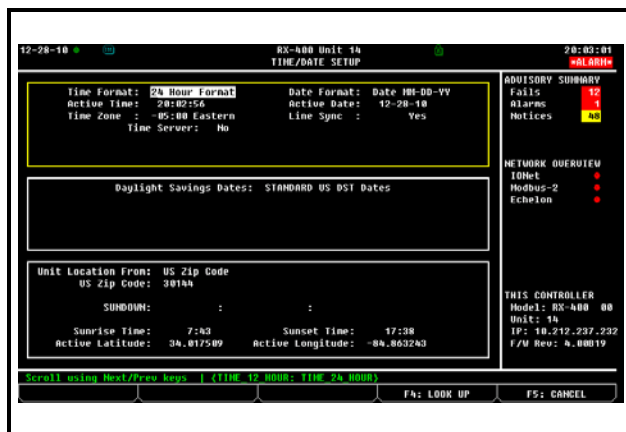 12-28-10 RX-400 Unit 14 20:03:01
TIME/DATE SETUP *ALARM*
Time Format: 24 Hour Format Date Format: Date MM-DD-YY
Active Time: 20:02:56 Active Date: 12-28-10
Time Zone : -05:00 Eastern Line Sync : Yes
Time Server: No
Daylight Savings Dates: STANDARD US DST Dates
Unit Location From: US Zip Code
US Zip Code: 30144
SUNDOWN: : :
Sunrise Time: 7:43 Sunset Time: 17:38
Active Latitude: 34.017509 Active Longitude: -84.863243
ADVISORY SUMMARY
Fails 12
Alarms 1
Notices 48
NETWORK OVERVIEW
IONet
Modbus-2
Echelon
THIS CONTROLLER
Model: RX-400 00
Unit: 14
IP: 10.212.237.232
F/W Rev: 4.00B19
Scroll using Next/Prev keys | {TIME_12_HOUR: TIME_24_HOUR}
F4: LOOK UP F5: CANCEL